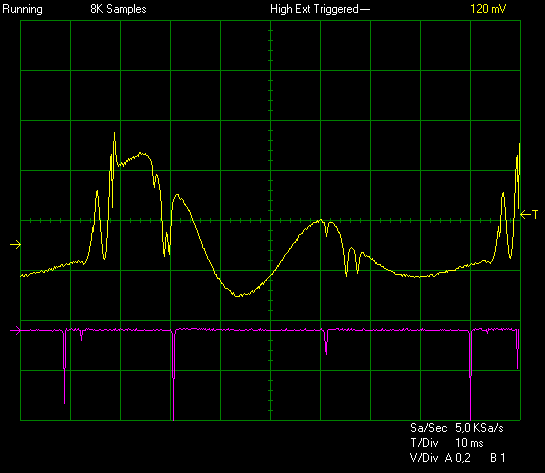 Running 8K Samples High Ext Triggered— 120 mV
T
Sa/Sec 5,0 KSa/s
T/Div 10 ms
V/Div A 0,2 B 1